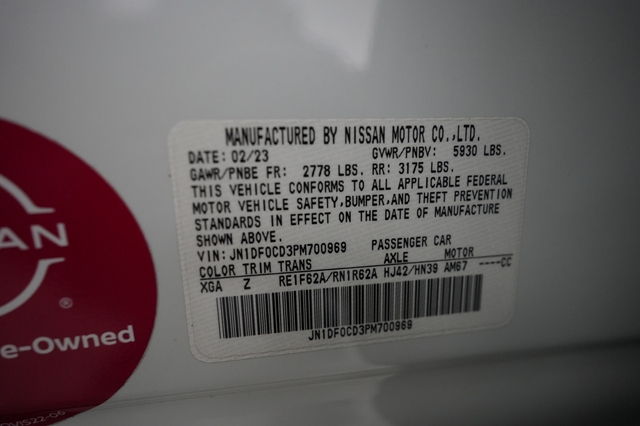 MANUFACTURED BY NISSAN MOTOR CO.,LTD.
DATE: 02/23 GVWR/PNBV: 5930 LBS.
GAWR/PNBE FR: 2778 LBS. RR: 3175 LBS.
THIS VEHICLE CONFORMS TO ALL APPLICABLE FEDERAL
MOTOR VEHICLE SAFETY,BUMPER,AND THEFT PREVENTION
STANDARDS IN EFFECT ON THE DATE OF MANUFACTURE
SHOWN ABOVE.
VIN: JN1DF0CD3PM700969 PASSENGER CAR
COLOR TRIM TRANS AXLE MOTOR
XGA Z RE1F62A/RN1R62A HJ42/HN39 AM67 ----CC
JN1DF0CD3PM700969
SAN
®
e-Owned